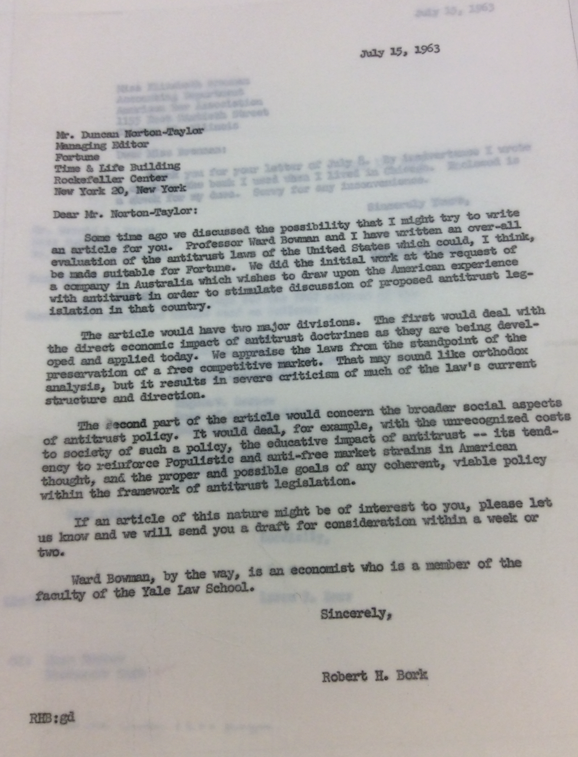 July 15, 1963
July 15, 1963
Miss Elizabeth
Accounting Department
American Bar Association
1155 East Sixtieth Street
Mr. Duncan Norton-Taylor
Managing Editor
Fortune
Time & Life Building
Rockefeller Center
New York 20, New York
Dear Mr. Norton-Taylor:
Some time ago we discussed the possibility that I might try to write
an article for you. Professor Ward Bowman and I have written an over-all
evaluation of the antitrust laws of the United States which could, I think,
be made suitable for Fortune. We did the initial work at the request of
a company in Australia which wishes to draw upon the American experience
with antitrust in order to stimulate discussion of proposed antitrust leg-
islation in that country.
The article would have two major divisions. The first would deal with
the direct economic impact of antitrust doctrines as they are being devel-
oped and applied today. We appraise the laws from the standpoint of the
preservation of a free competitive market. That may sound like orthodox
analysis, but it results in severe criticism of much of the law's current
structure and direction.
The second part of the article would concern the broader social aspects
of antitrust policy. It would deal, for example, with the unrecognized costs
to society of such a policy, the educative impact of antitrust -- its tend-
ency to reinforce Populistic and anti-free market strains in American
thought, and the proper and possible goals of any coherent, viable policy
within the framework of antitrust legislation.
If an article of this nature might be of interest to you, please let
us know and we will send you a draft for consideration within a week or
two.
Ward Bowman, by the way, is an economist who is a member of the
faculty of the Yale Law School.
Sincerely,
Robert H. Bork
RHB:gd